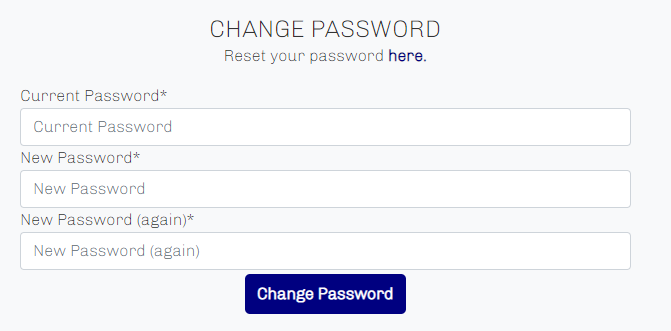 CHANGE PASSWORD
Reset your password here.
Current Password*
Current Password
New Password*
New Password
New Password (again)*
New Password (again)
Change Password